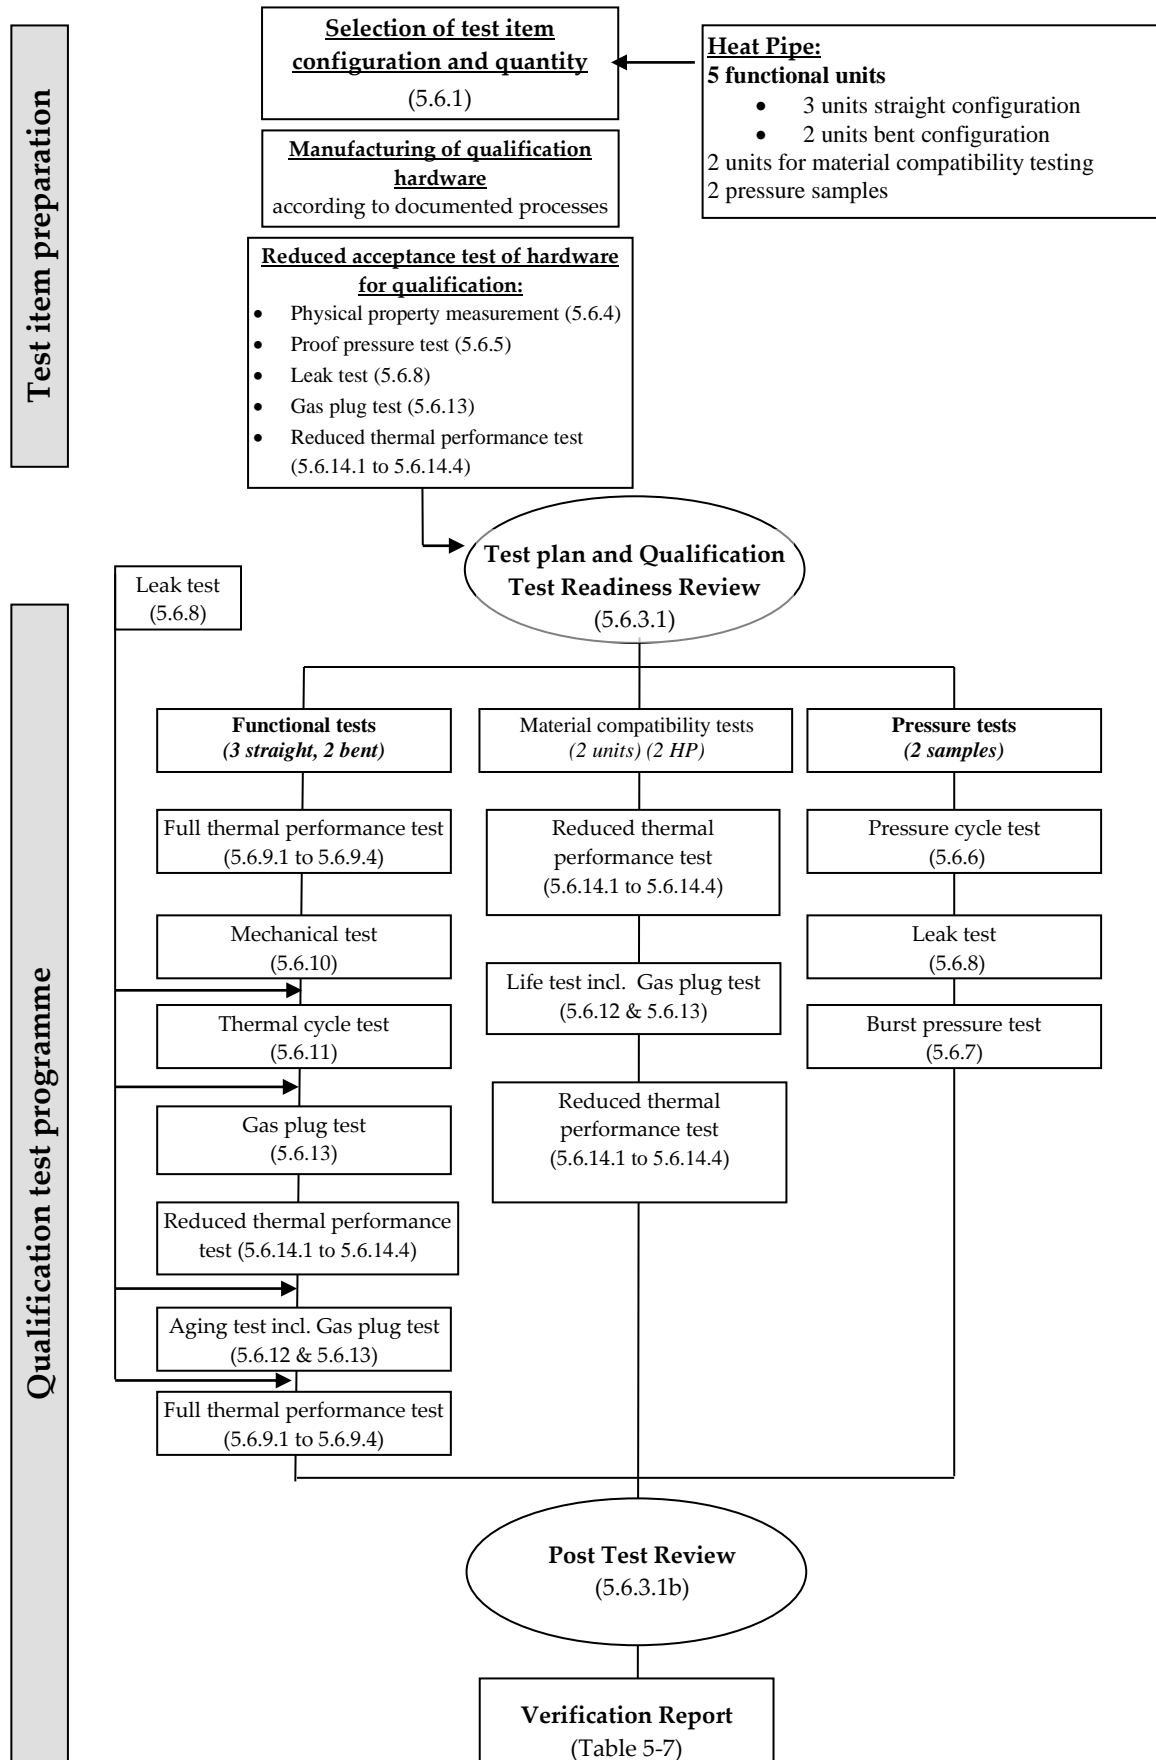 Test item preparation
Selection of test item
configuration and quantity
(5.6.1)
Heat Pipe:
5 functional units
• 3 units straight configuration
• 2 units bent configuration
2 units for material compatibility testing
2 pressure samples
Manufacturing of qualification
hardware
according to documented processes
Reduced acceptance test of hardware
for qualification:
• Physical property measurement (5.6.4)
• Proof pressure test (5.6.5)
• Leak test (5.6.8)
• Gas plug test (5.6.13)
• Reduced thermal performance test
(5.6.14.1 to 5.6.14.4)
Test plan and Qualification
Test Readiness Review
(5.6.3.1)
Qualification test programme
Leak test
(5.6.8)
Functional tests
(3 straight, 2 bent)
Full thermal performance test
(5.6.9.1 to 5.6.9.4)
Mechanical test
(5.6.10)
Thermal cycle test
(5.6.11)
Gas plug test
(5.6.13)
Reduced thermal performance
test (5.6.14.1 to 5.6.14.4)
Aging test incl. Gas plug test
(5.6.12 & 5.6.13)
Full thermal performance test
(5.6.9.1 to 5.6.9.4)
Material compatibility tests
(2 units) (2 HP)
Reduced thermal
performance test
(5.6.14.1 to 5.6.14.4)
Life test incl. Gas plug test
(5.6.12 & 5.6.13)
Reduced thermal
performance test
(5.6.14.1 to 5.6.14.4)
Pressure tests
(2 samples)
Pressure cycle test
(5.6.6)
Leak test
(5.6.8)
Burst pressure test
(5.6.7)
Post Test Review
(5.6.3.1b)
Verification Report
(Table 5-7)